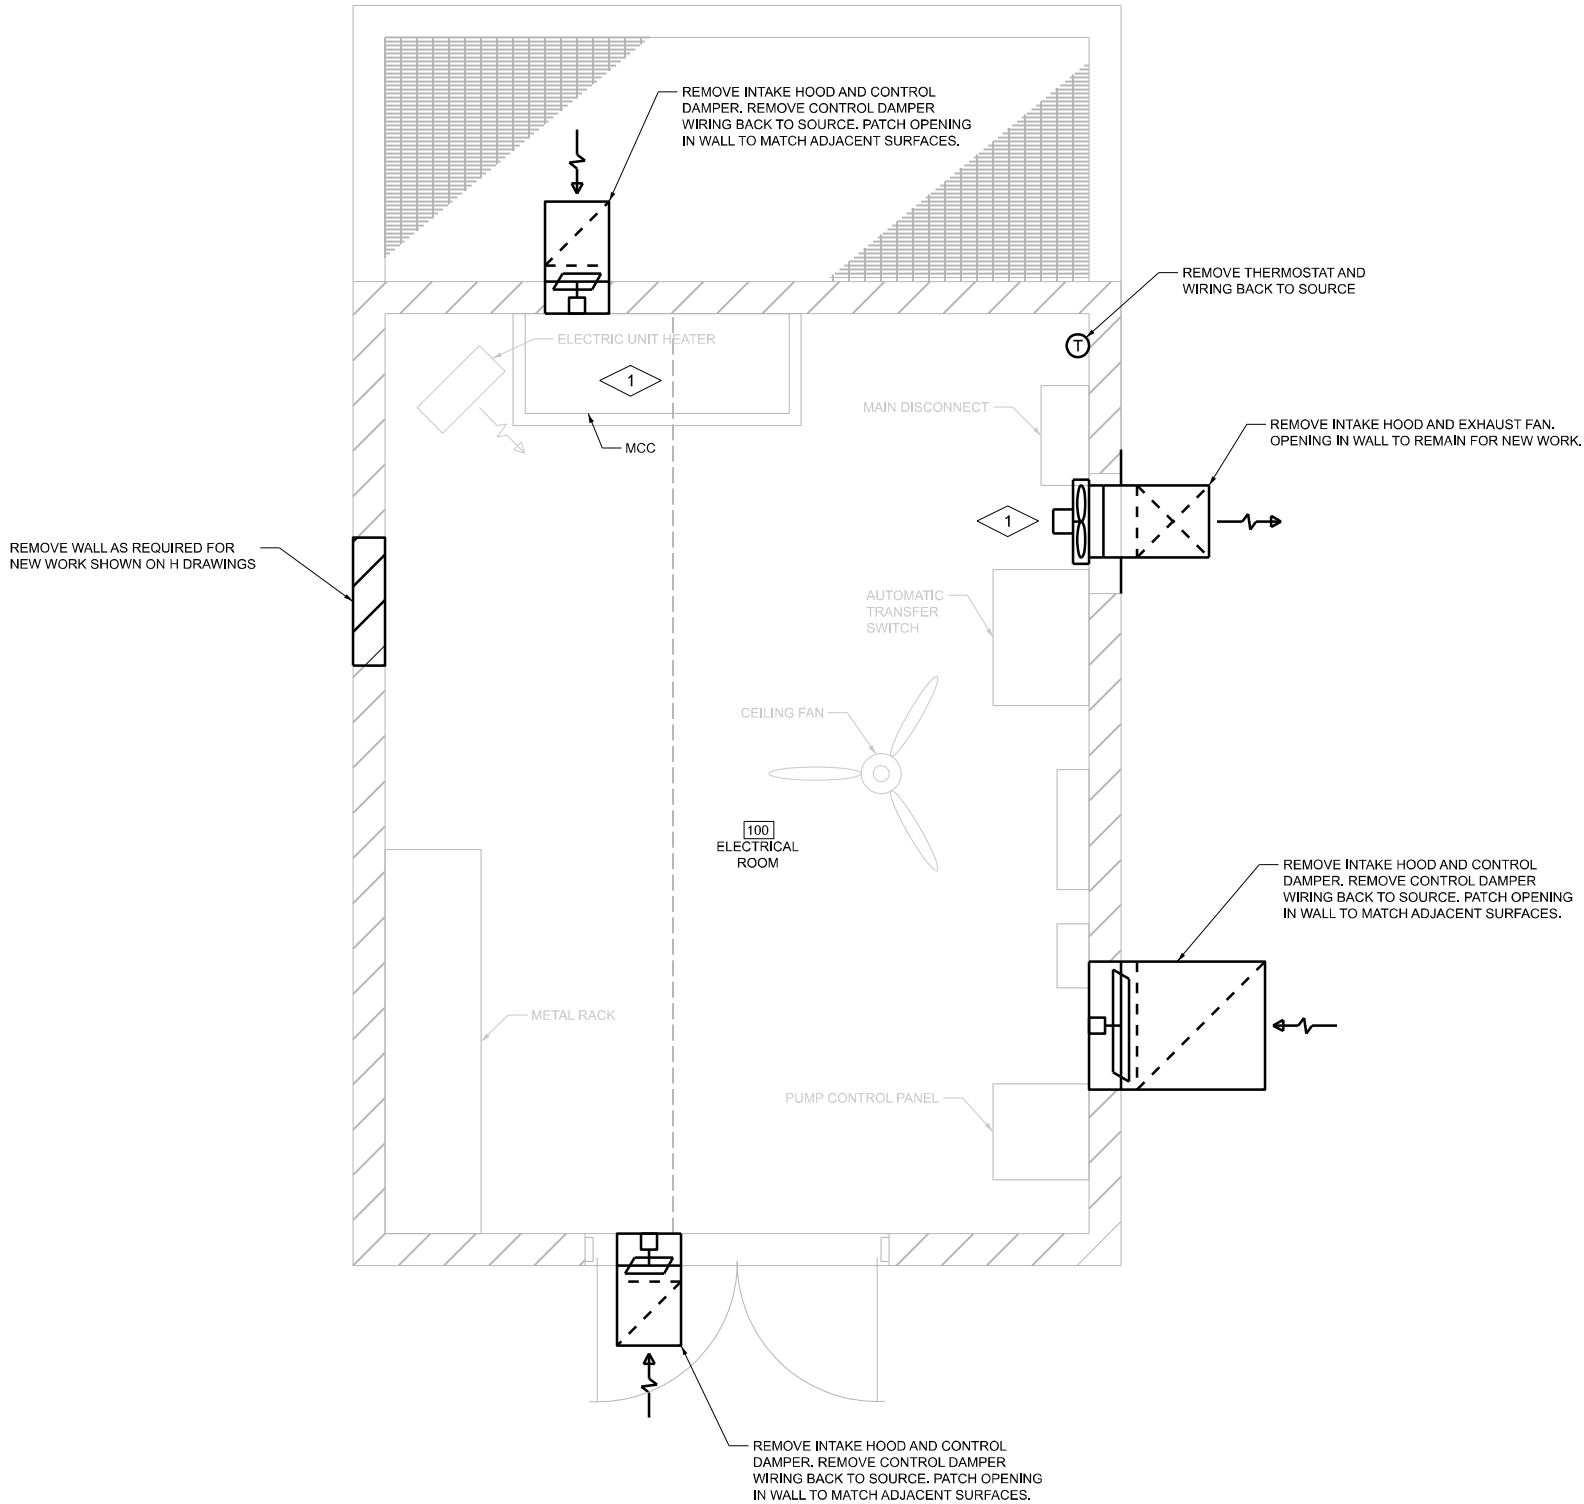 REMOVE INTAKE HOOD AND CONTROL
DAMPER. REMOVE CONTROL DAMPER
WIRING BACK TO SOURCE. PATCH OPENING
IN WALL TO MATCH ADJACENT SURFACES.
REMOVE THERMOSTAT AND
WIRING BACK TO SOURCE
T
ELECTRIC UNIT HEATER
1
MCC
MAIN DISCONNECT
REMOVE INTAKE HOOD AND EXHAUST FAN.
OPENING IN WALL TO REMAIN FOR NEW WORK.
1
REMOVE WALL AS REQUIRED FOR
NEW WORK SHOWN ON H DRAWINGS
AUTOMATIC
TRANSFER
SWITCH
CEILING FAN
100
ELECTRICAL
ROOM
REMOVE INTAKE HOOD AND CONTROL
DAMPER. REMOVE CONTROL DAMPER
WIRING BACK TO SOURCE. PATCH OPENING
IN WALL TO MATCH ADJACENT SURFACES.
METAL RACK
PUMP CONTROL PANEL
REMOVE INTAKE HOOD AND CONTROL
DAMPER. REMOVE CONTROL DAMPER
WIRING BACK TO SOURCE. PATCH OPENING
IN WALL TO MATCH ADJACENT SURFACES.